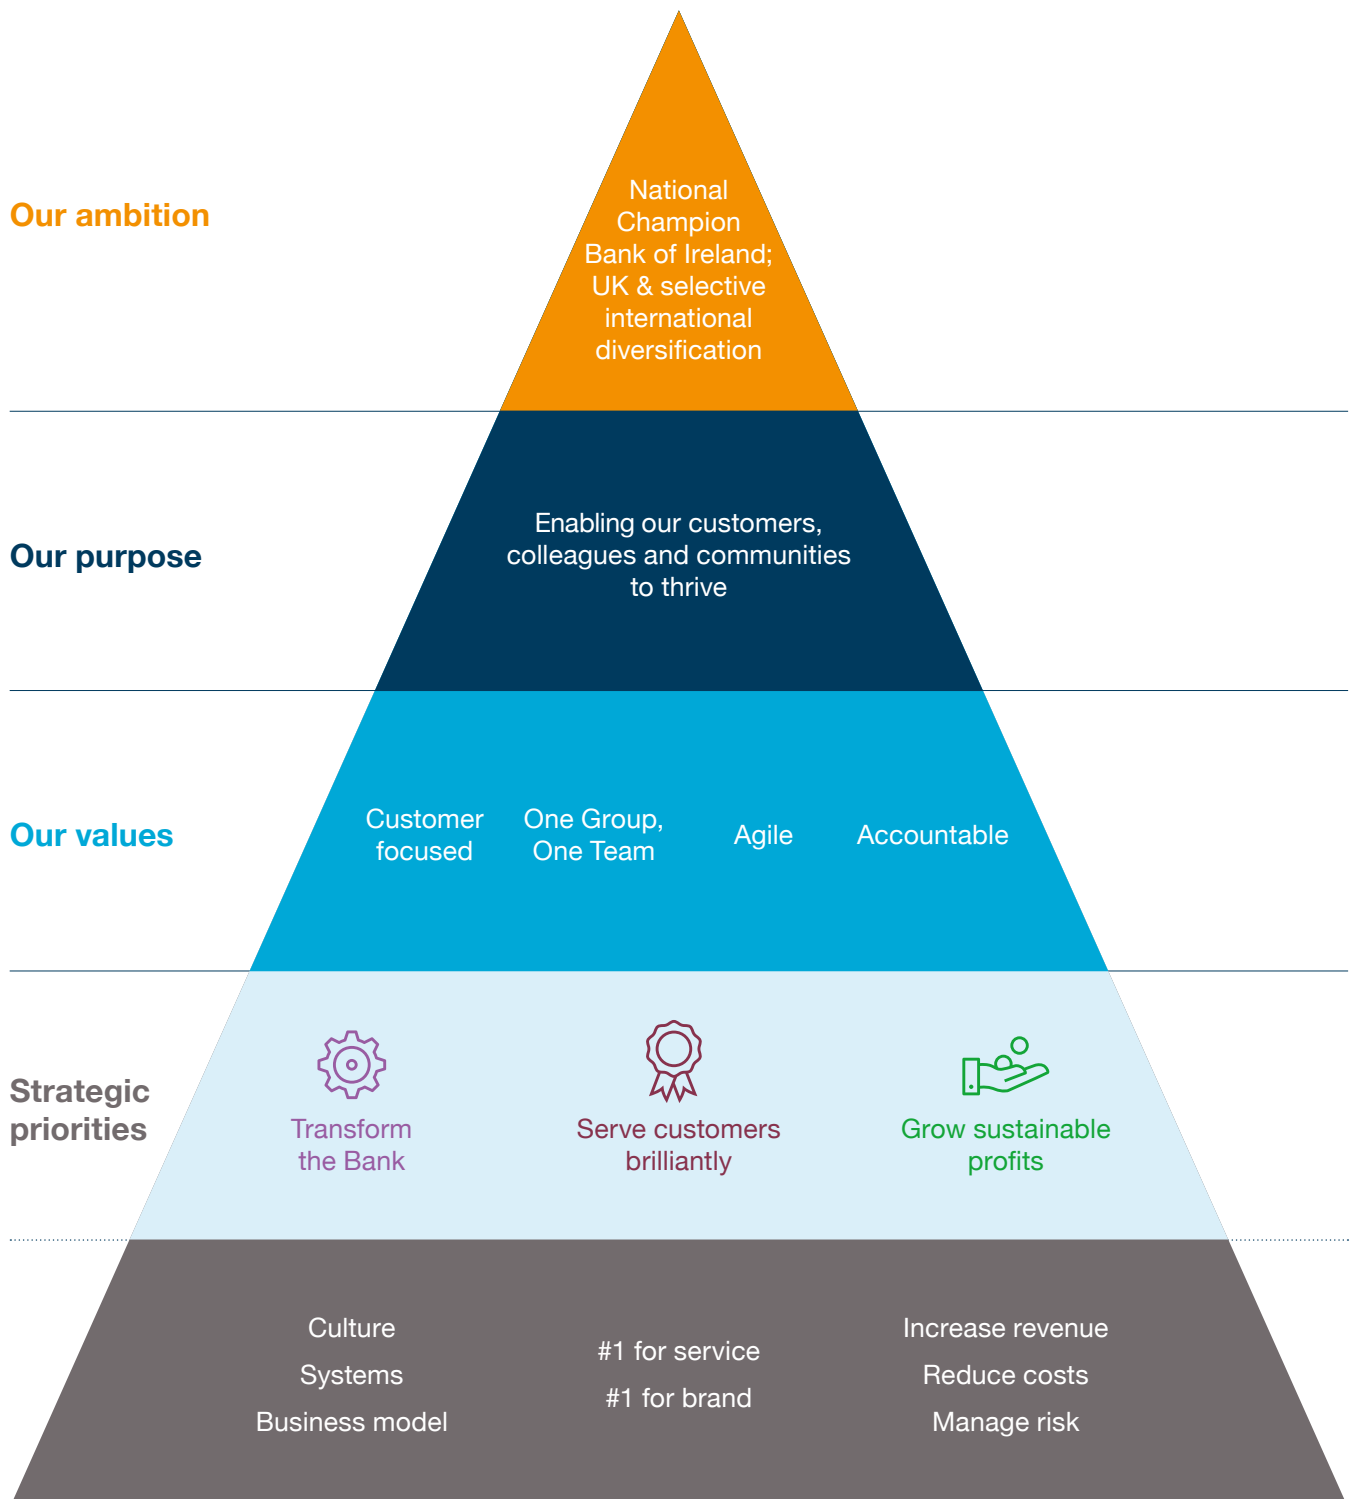 Our ambition
National
Champion
Bank of Ireland;
UK & selective
international
diversification
Our purpose
Enabling our customers,
colleagues and communities
to thrive
Our values
Customer
focused
One Group,
One Team
Agile
Accountable
Strategic
priorities
Transform
the Bank
Serve customers
brilliantly
Grow sustainable
profits
Culture
Systems
Business model
#1 for service
#1 for brand
Increase revenue
Reduce costs
Manage risk